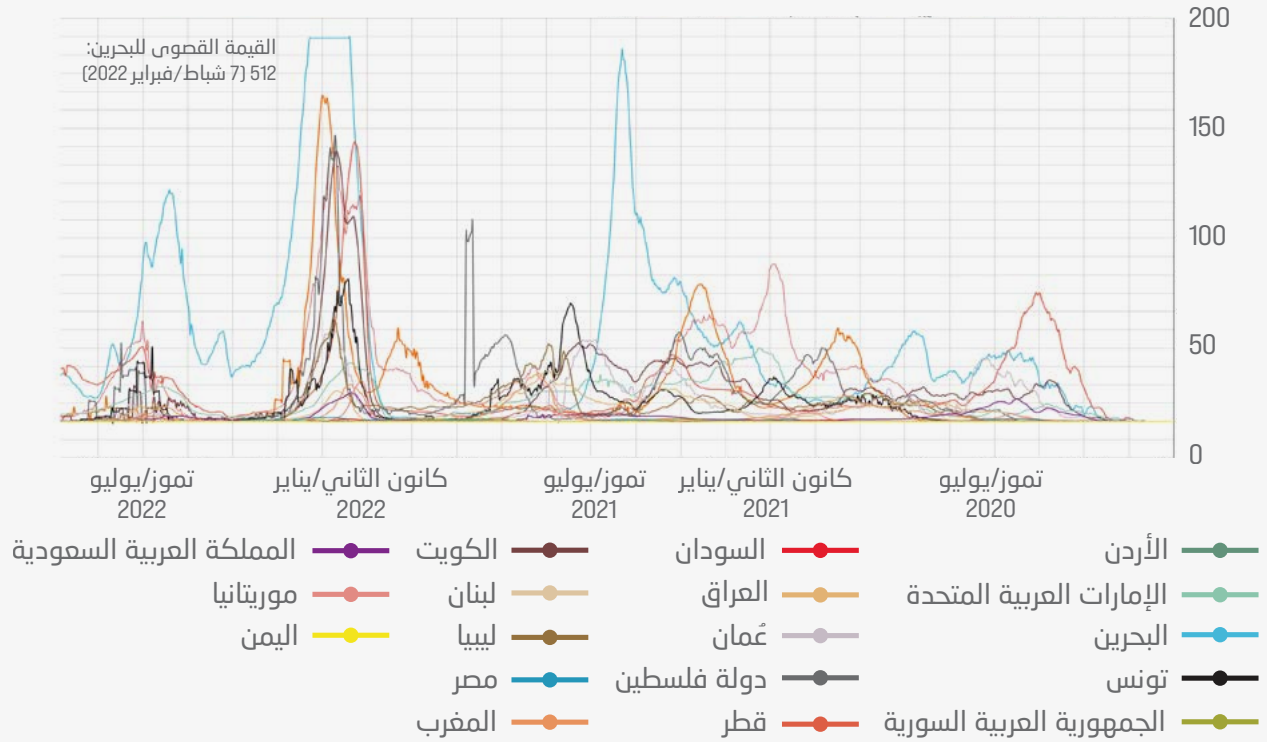 200
القيمة القصوى للبحرين:
512 (7 شباط/فبراير 2022)
150
100
50
0
تموز/يوليو
2020
كانون الثاني/يناير
2021
تموز/يوليو
2021
كانون الثاني/يناير
2022
تموز/يوليو
2022
الأردن
السودان
الكويت
المملكة العربية السعودية
الإمارات العربية المتحدة
العراق
لبنان
موريتانيا
البحرين
عُمان
ليبيا
اليمن
تونس
دولة فلسطين
مصر
الجمهورية العربية السورية
قطر
المغرب